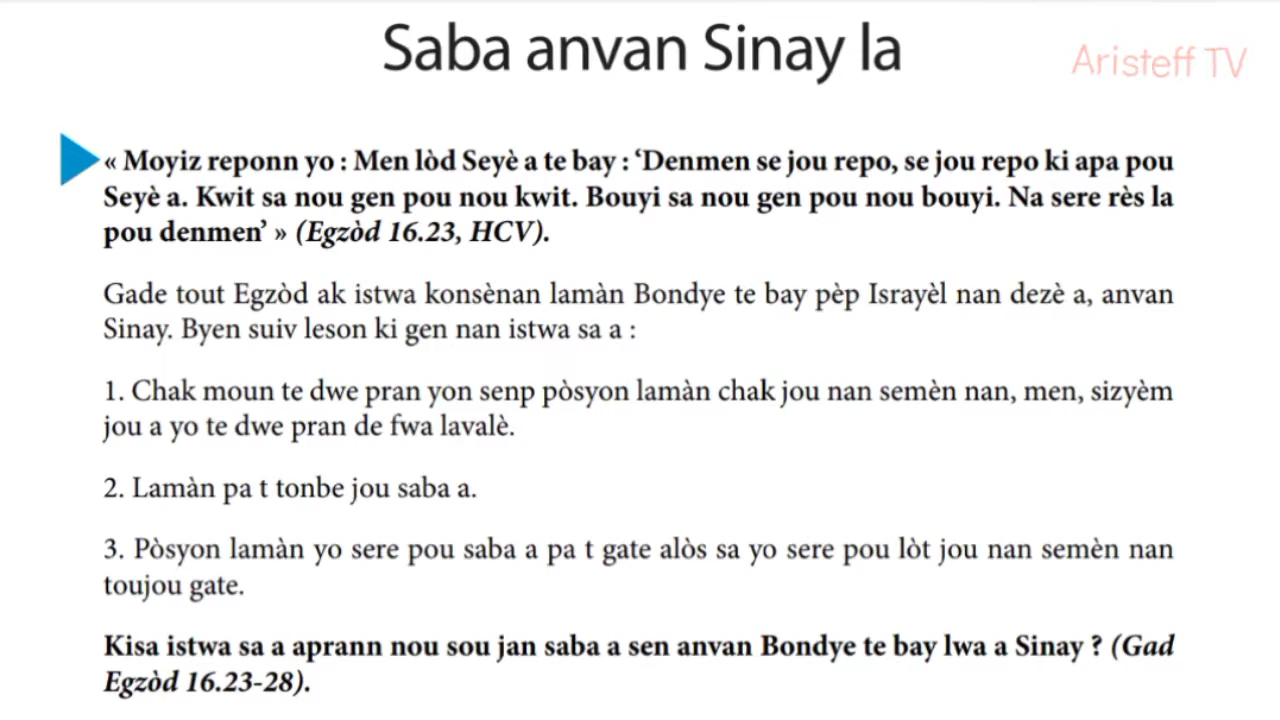 Saba anvan Sinay la
Aristeff TV
« Moyiz reponn yo : Men lòd Seyè a te bay : ‘Denmen se jou repo, se jou repo ki apa pou
Seyè a. Kwit sa nou gen pou nou kwit. Bouyi sa nou gen pou nou bouyi. Na sere rès la
pou denmen’ » (Egzòd 16.23, HCV).
Gade tout Egzòd ak istwa konsènan lamàn Bondye te bay pèp Israyèl nan dezè a, anvan
Sinay. Byen suiv leson ki gen nan istwa sa a :
1. Chak moun te dwe pran yon senp pòsyon lamàn chak jou nan semèn nan, men, sizyèm
jou a yo te dwe pran de fwa lavalè.
2. Lamàn pa t tonbe jou saba a.
3. Pòsyon lamàn yo sere pou saba a pa t gate alòs sa yo sere pou lòt jou nan semèn nan
toujou gate.
Kisa istwa sa a aprann nou sou jan saba a sen anvan Bondye te bay lwa a Sinay ? (Gad
Egzòd 16.23-28).